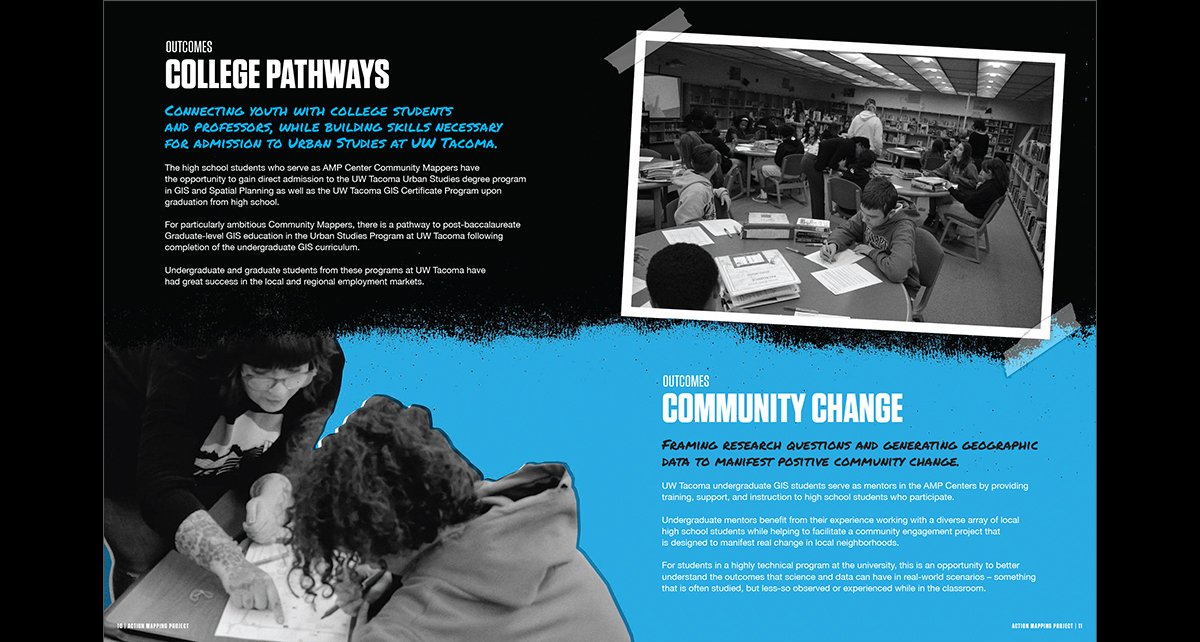 OUTCOMES
COLLEGE PATHWAYS
CONNECTING YOUTH WITH COLLEGE STUDENTS
AND PROFESSORS, WHILE BUILDING SKILLS NECESSARY
FOR ADMISSION TO URBAN STUDIES AT UW TACOMA.
The high school students who serve as AMP Center Community Mappers have
the opportunity to gain direct admission to the UW Tacoma Urban Studies degree program
in GIS and Spatial Planning as well as the UW Tacoma GIS Certificate Program upon
graduation from high school.
For particularly ambitious Community Mappers, there is a pathway to post-baccalaureate
Graduate-level GIS education in the Urban Studies Program at UW Tacoma following
completion of the undergraduate GIS curriculum.
Undergraduate and graduate students from these programs at UW Tacoma have
had great success in the local and regional employment markets.
OUTCOMES
COMMUNITY CHANGE
FRAMING RESEARCH QUESTIONS AND GENERATING GEOGRAPHIC
DATA TO MANIFEST POSITIVE COMMUNITY CHANGE.
UW Tacoma undergraduate GIS students serve as mentors in the AMP Centers by providing
training, support, and instruction to high school students who participate.
Undergraduate mentors benefit from their experience working with a diverse array of local
high school students while helping to facilitate a community engagement project that
is designed to manifest real change in local neighborhoods.
For students in a highly technical program at the university, this is an opportunity to better
understand the outcomes that science and data can have in real-world scenarios – something
that is often studied, but less-so observed or experienced while in the classroom.
10 | ACTION MAPPING PROJECT
ACTION MAPPING PROJECT | 11